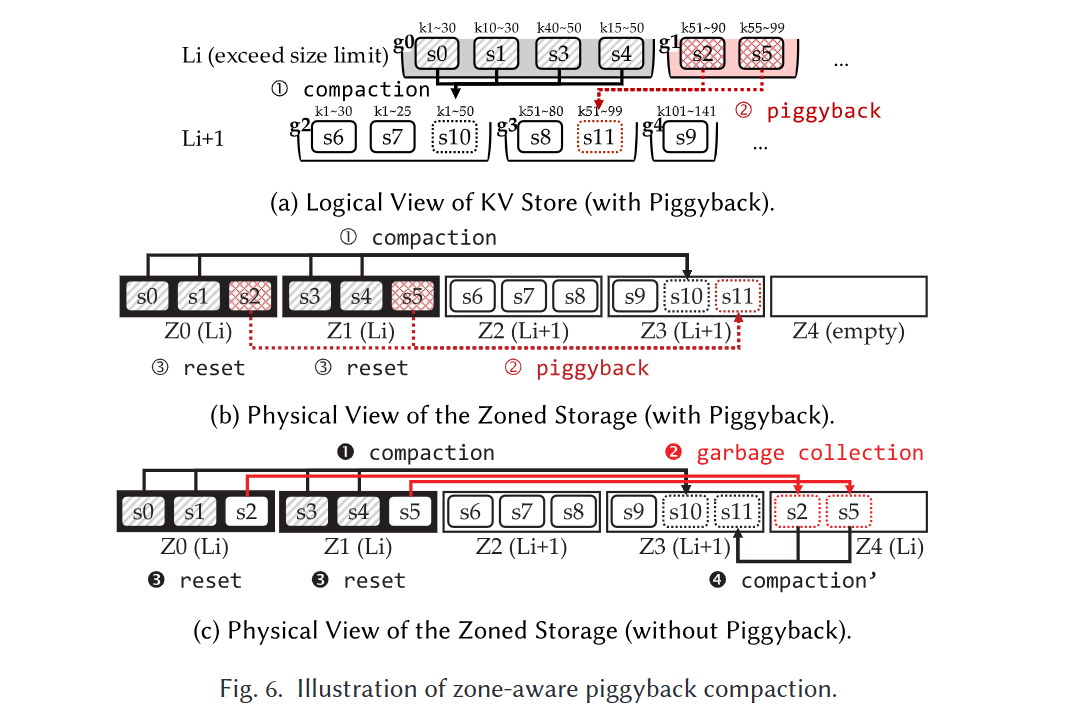 k1~30 k10~30 k40~50 k15~50 k51~90 k55~99
Li (exceed size limit) g0 s0 s1 s3 s4 g1 s2 s5 ...
① compaction
② piggyback
k1~30 k1~25 k1~50 k51~80 k51~99 k101~141
Li+1 g2 s6 s7 s10 g3 s8 s11 g4 s9 ...
(a) Logical View of KV Store (with Piggyback).
① compaction
s0 s1 s2 s3 s4 s5 s6 s7 s8 s9 s10 s11
Z0 (Li) Z1 (Li) Z2 (Li+1) Z3 (Li+1) Z4 (empty)
③ reset ③ reset ② piggyback
(b) Physical View of the Zoned Storage (with Piggyback).
❶ compaction ❷ garbage collection
s0 s1 s2 s3 s4 s5 s6 s7 s8 s9 s10 s11 s2 s5
Z0 (Li) Z1 (Li) Z2 (Li+1) Z3 (Li+1) Z4 (Li)
❸ reset ❸ reset ❹ compaction’
(c) Physical View of the Zoned Storage (without Piggyback).
Fig. 6. Illustration of zone-aware piggyback compaction.